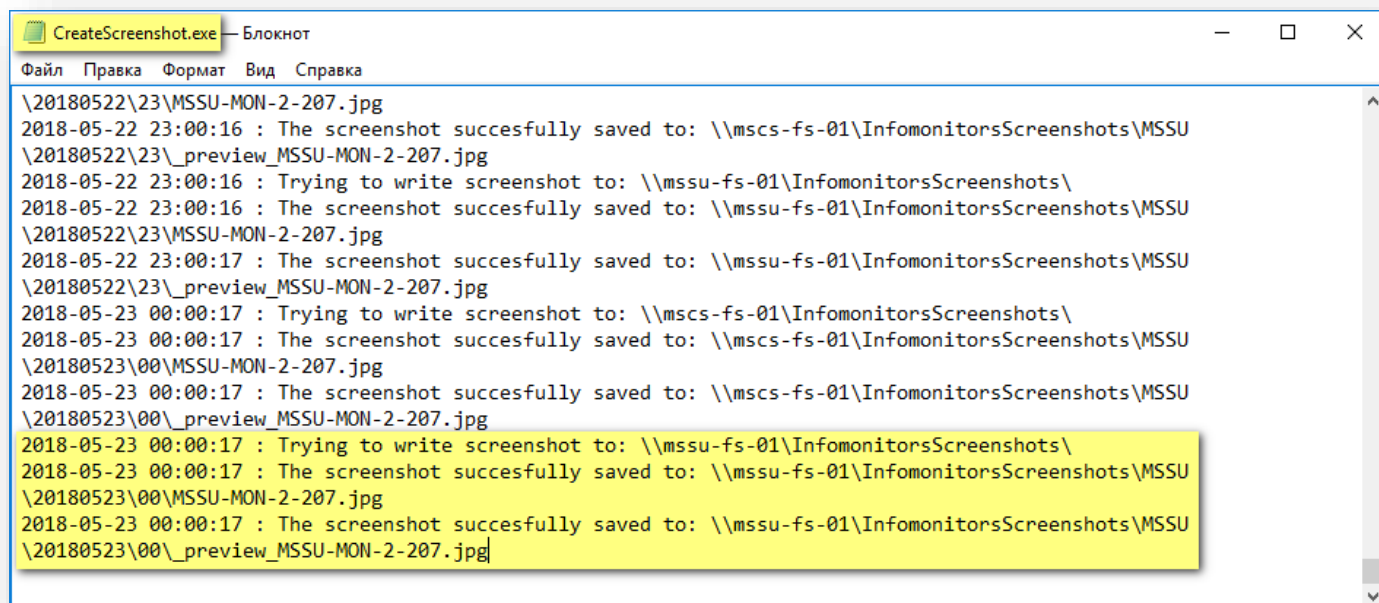 CreateScreenshot.exe — Блокнот
Файл Правка Формат Вид Справка
\20180522\23\MSSU-MON-2-207.jpg
2018-05-22 23:00:16 : The screenshot succesfully saved to: \\mscs-fs-01\InfomonitorsScreenshots\MSSU
\20180522\23\_preview_MSSU-MON-2-207.jpg
2018-05-22 23:00:16 : Trying to write screenshot to: \\mssu-fs-01\InfomonitorsScreenshots\
2018-05-22 23:00:16 : The screenshot succesfully saved to: \\mssu-fs-01\InfomonitorsScreenshots\MSSU
\20180522\23\MSSU-MON-2-207.jpg
2018-05-22 23:00:17 : The screenshot succesfully saved to: \\mssu-fs-01\InfomonitorsScreenshots\MSSU
\20180522\23\_preview_MSSU-MON-2-207.jpg
2018-05-23 00:00:17 : Trying to write screenshot to: \\mscs-fs-01\InfomonitorsScreenshots\
2018-05-23 00:00:17 : The screenshot succesfully saved to: \\mscs-fs-01\InfomonitorsScreenshots\MSSU
\20180523\00\MSSU-MON-2-207.jpg
2018-05-23 00:00:17 : The screenshot succesfully saved to: \\mscs-fs-01\InfomonitorsScreenshots\MSSU
\20180523\00\_preview_MSSU-MON-2-207.jpg
2018-05-23 00:00:17 : Trying to write screenshot to: \\mssu-fs-01\InfomonitorsScreenshots\
2018-05-23 00:00:17 : The screenshot succesfully saved to: \\mssu-fs-01\InfomonitorsScreenshots\MSSU
\20180523\00\MSSU-MON-2-207.jpg
2018-05-23 00:00:17 : The screenshot succesfully saved to: \\mssu-fs-01\InfomonitorsScreenshots\MSSU
\20180523\00\_preview_MSSU-MON-2-207.jpg